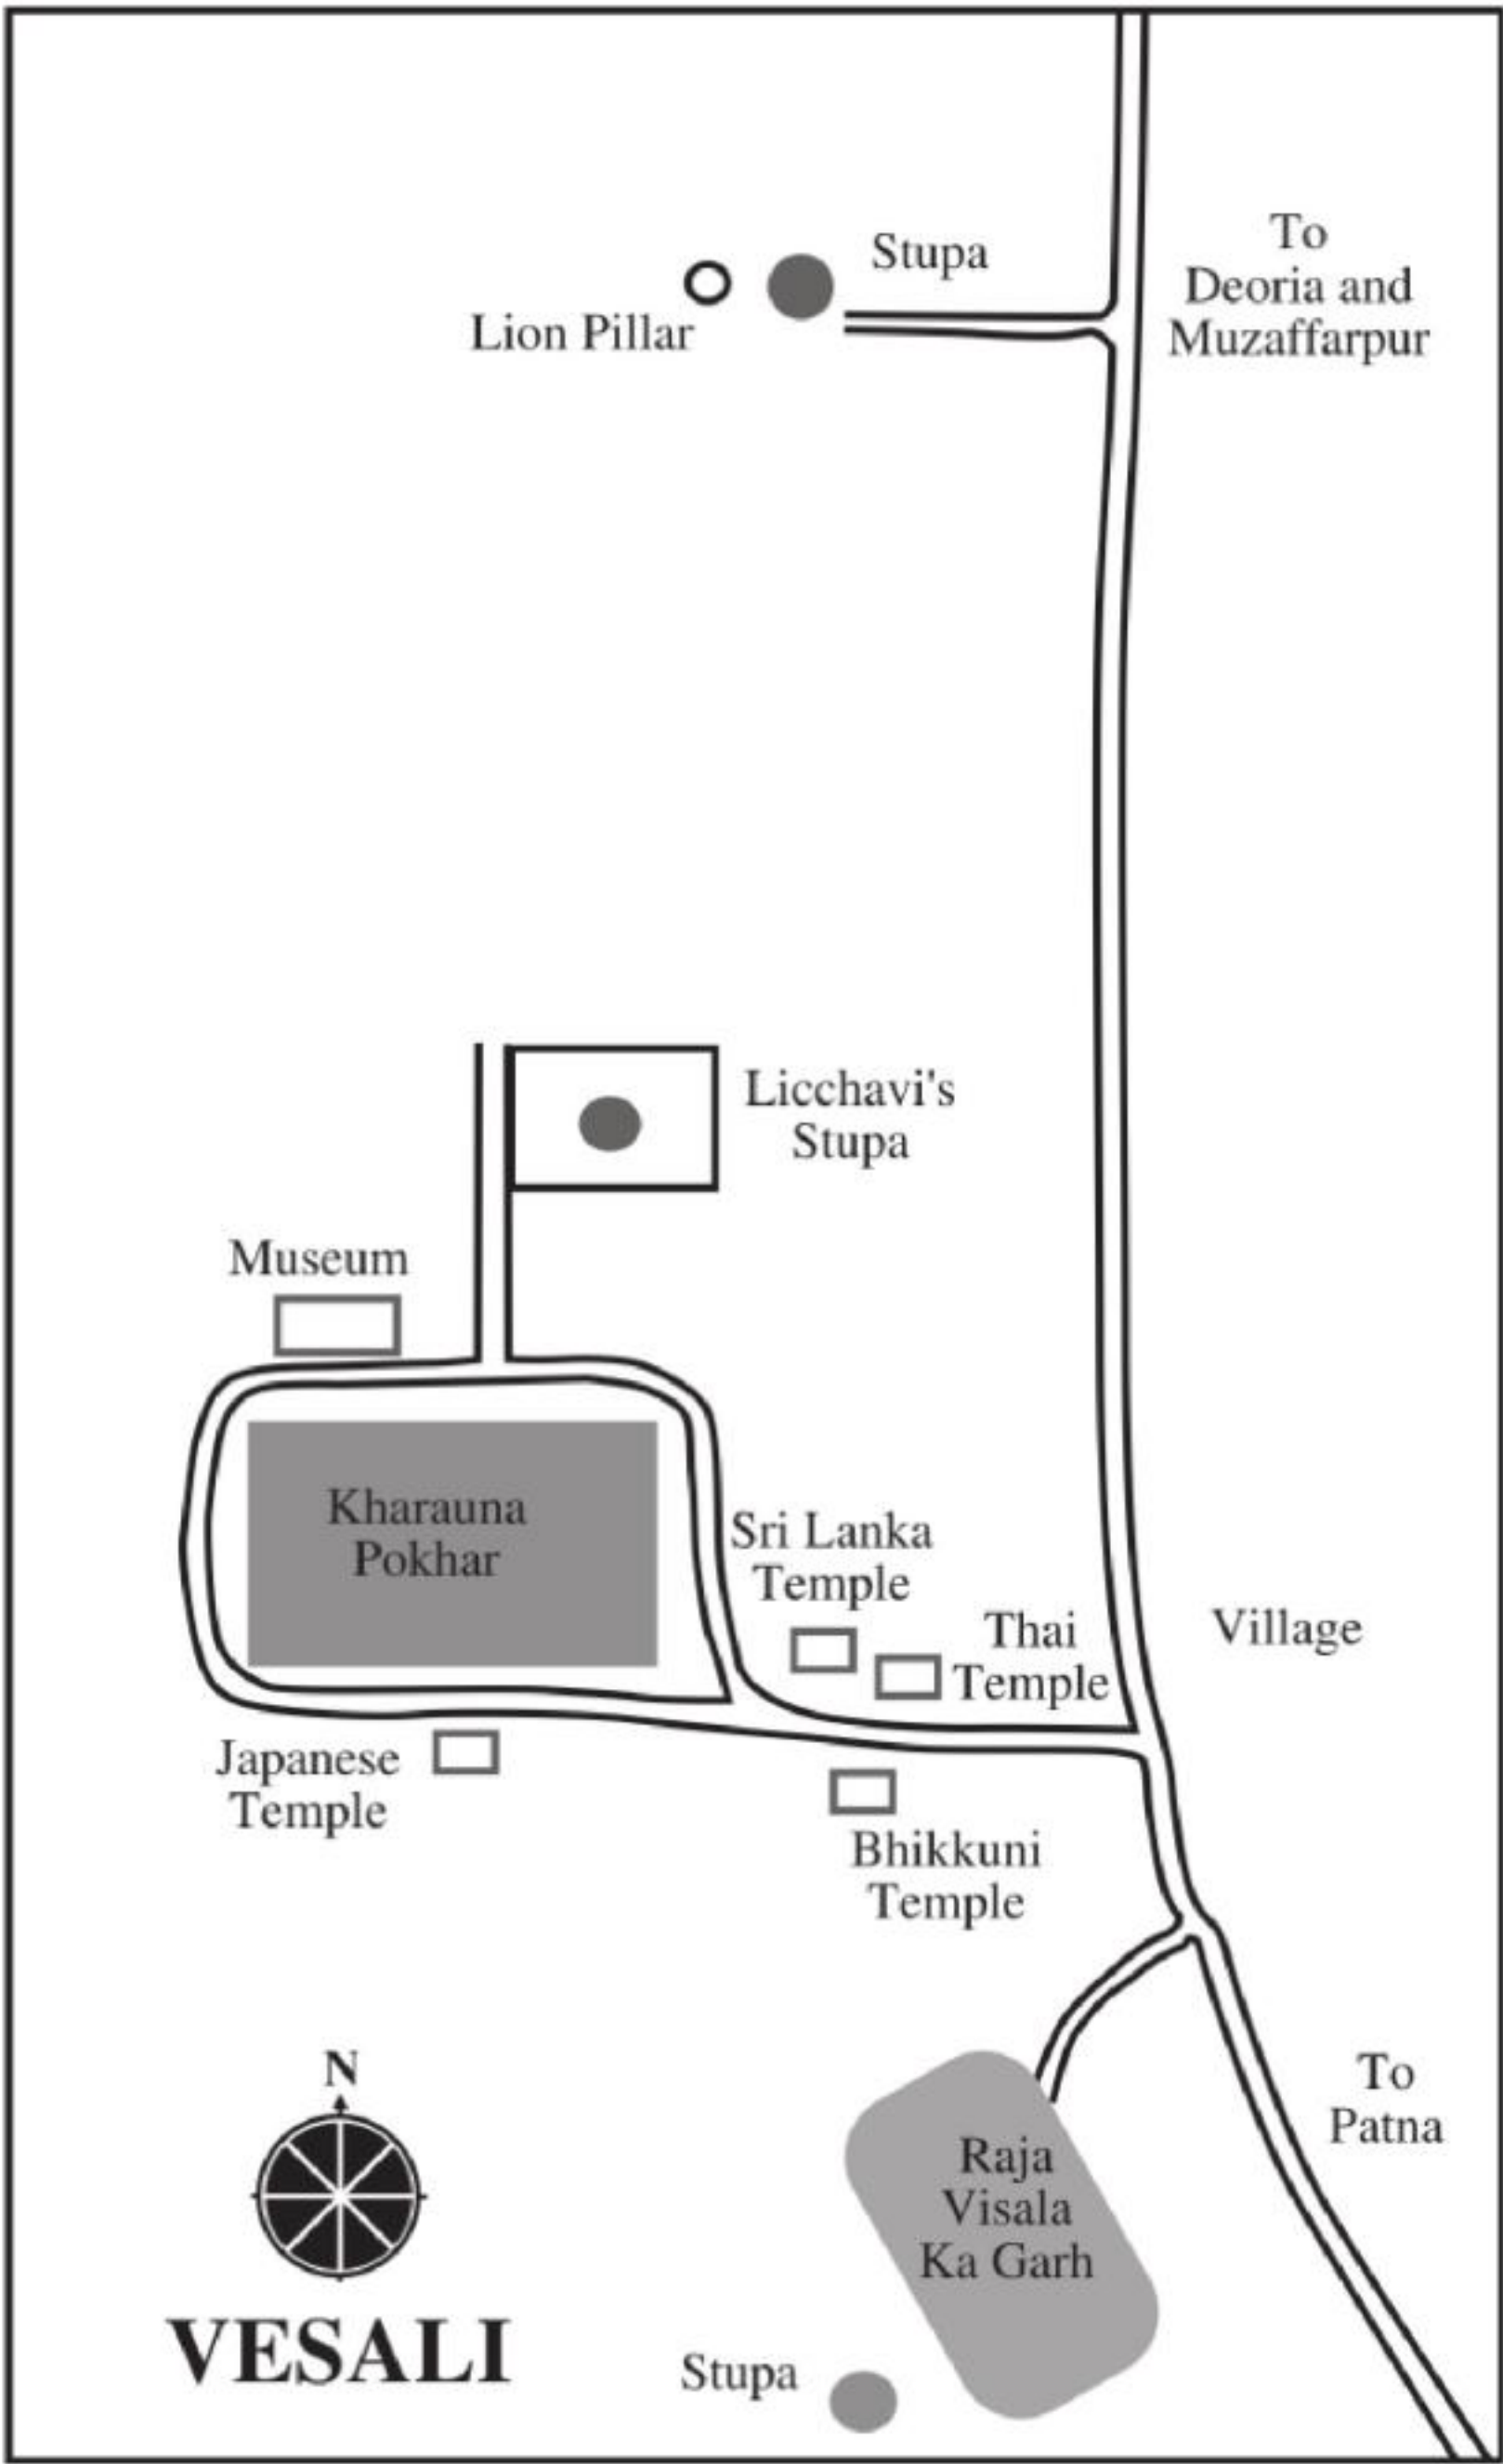 To
Deoria and
Muzaffarpur
Stupa
Lion Pillar
Licchavi's
Stupa
Museum
Kharauna
Pokhar
Sri Lanka
Temple
Thai
Temple
Village
Japanese
Temple
Bhikkuni
Temple
N
To
Patna
Raja
Visala
Ka Garh
VESALI
Stupa